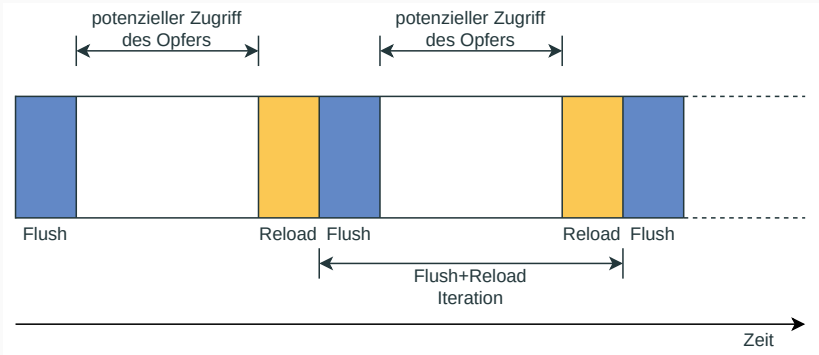 potenzieller Zugriff
des Opfers
potenzieller Zugriff
des Opfers
Flush
Reload
Flush
Reload
Flush
Flush+Reload
Iteration
Zeit